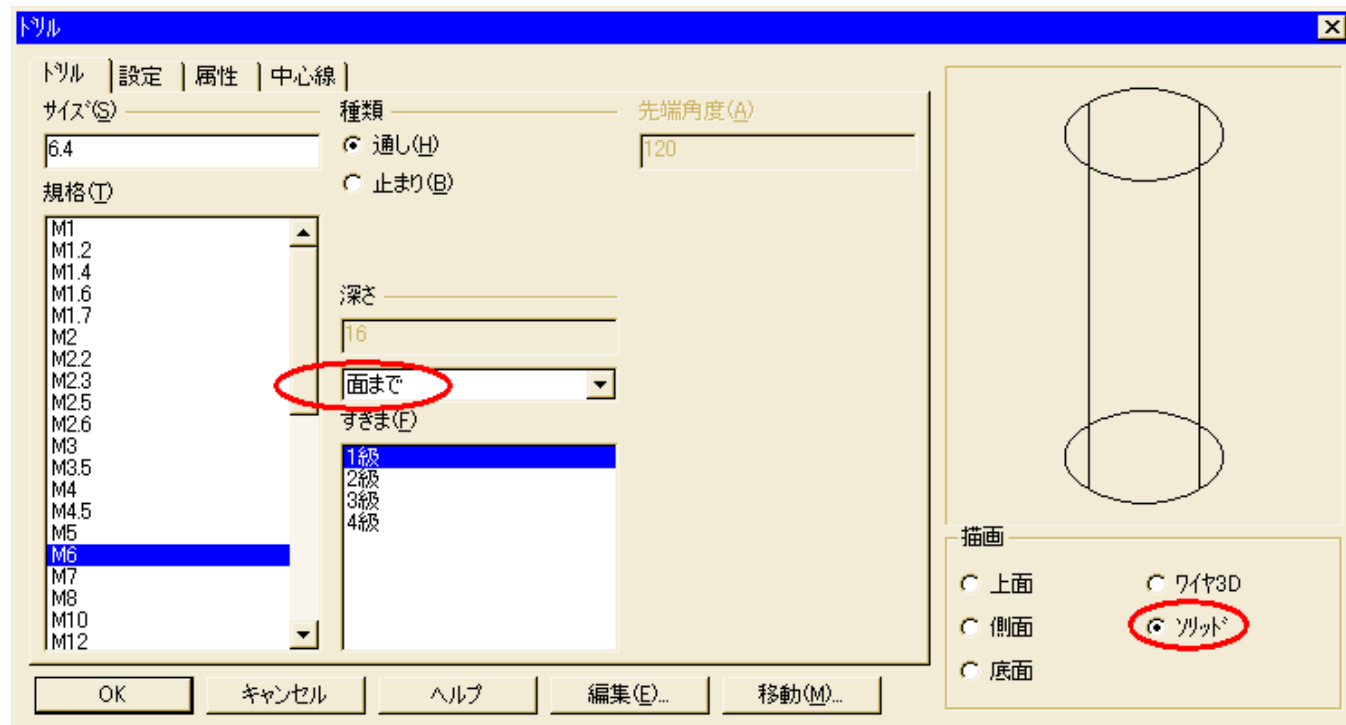 ﾄﾞﾘﾙ
ﾄﾞﾘﾙ 設定 属性 中心線
ｻｲｽﾞ(S)
6.4
規格(T)
M1
M1.2
M1.4
M1.6
M1.7
M2
M2.2
M2.3
M2.5
M2.6
M3
M3.5
M4
M4.5
M5
M6
M7
M8
M10
M12
種類
通し(H)
止まり(B)
深さ
16
面まで
すきま(F)
1級
2級
3級
4級
先端角度(A)
120
描画
上面
側面
底面
ﾜｲﾔ3D
ｿﾘｯﾄﾞ
OK キャンセル ヘルプ 編集(E)... 移動(M)...